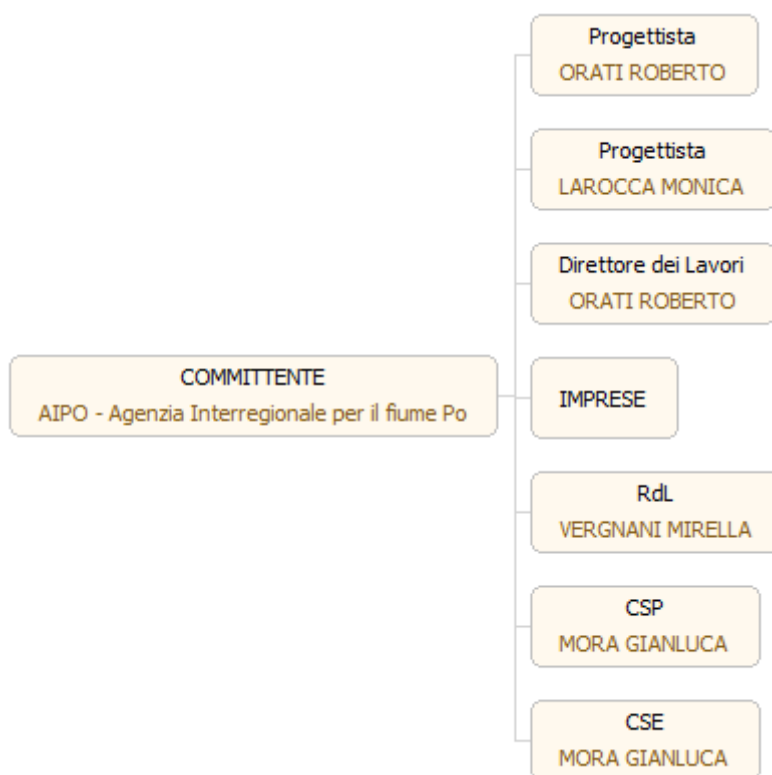 Progettista
ORATI ROBERTO
Progettista
LAROCCA MONICA
Direttore dei Lavori
ORATI ROBERTO
COMMITTENTE
AIPO - Agenzia Interregionale per il fiume Po
IMPRESE
RdL
VERGNANI MIRELLA
CSP
MORA GIANLUCA
CSE
MORA GIANLUCA